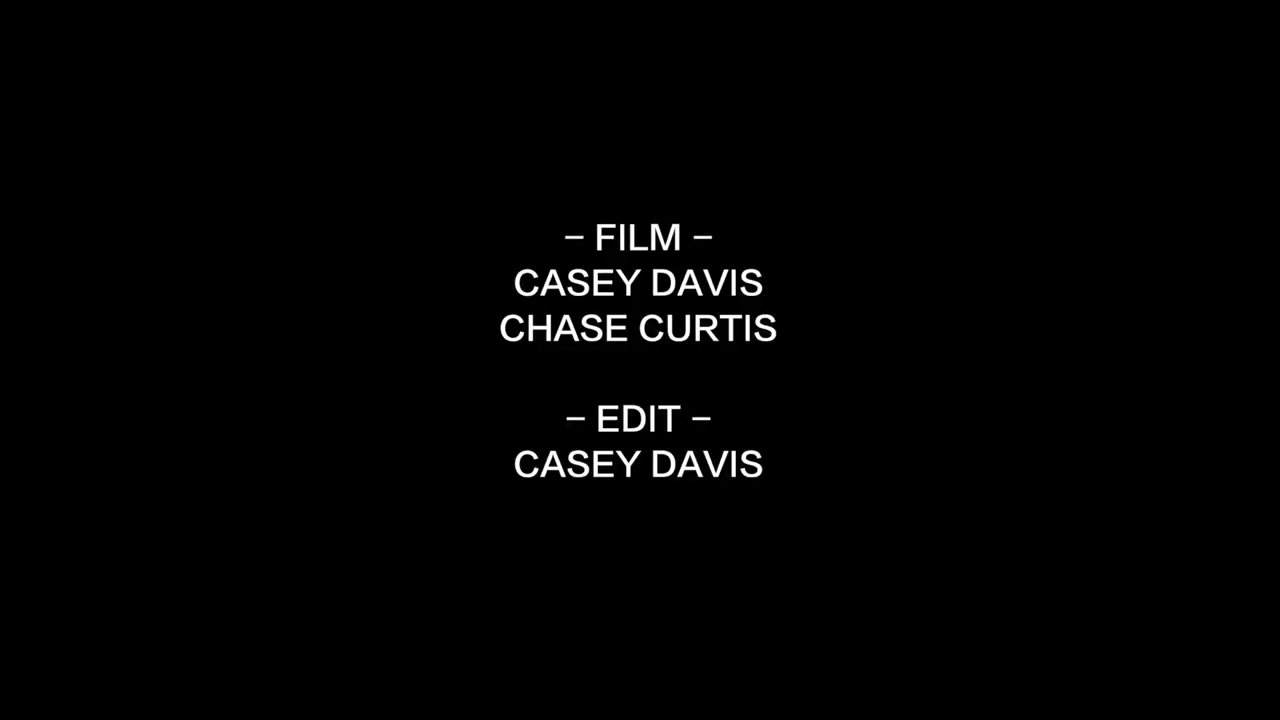 – FILM –
CASEY DAVIS
CHASE CURTIS
– EDIT –
CASEY DAVIS